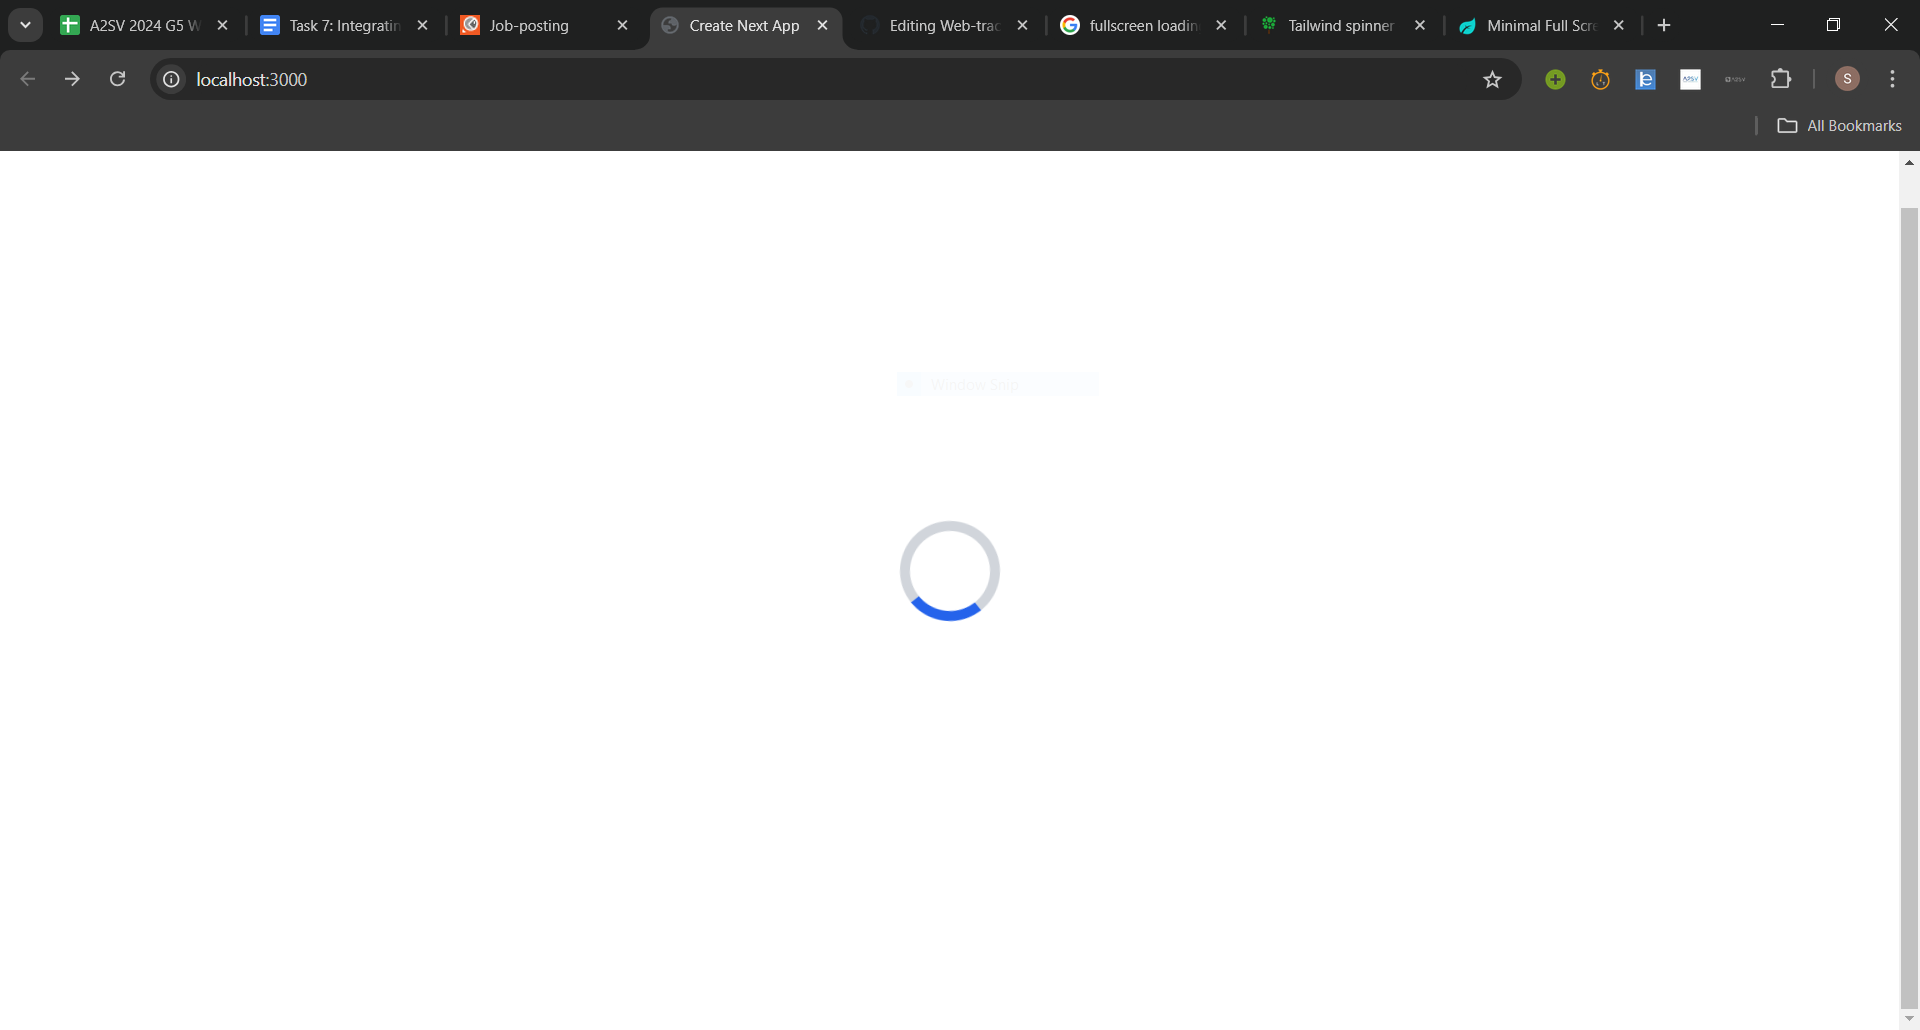 A2SV 2024 G5 W
Task 7: Integratin
Job-posting
Create Next App
Editing Web-trac
fullscreen loadin
Tailwind spinner
Minimal Full Scre
localhost:3000
A2SV
S
All Bookmarks
Window Snip